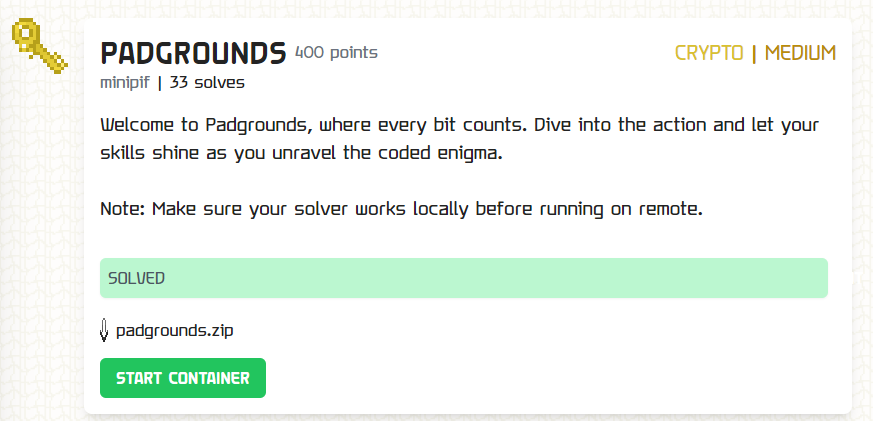 PADGROUNDS 400 points CRYPTO | MEDIUM
minipif | 33 solves
Welcome to Padgrounds, where every bit counts. Dive into the action and let your
skills shine as you unravel the coded enigma.
Note: Make sure your solver works locally before running on remote.
SOLVED
padgrounds.zip
START CONTAINER